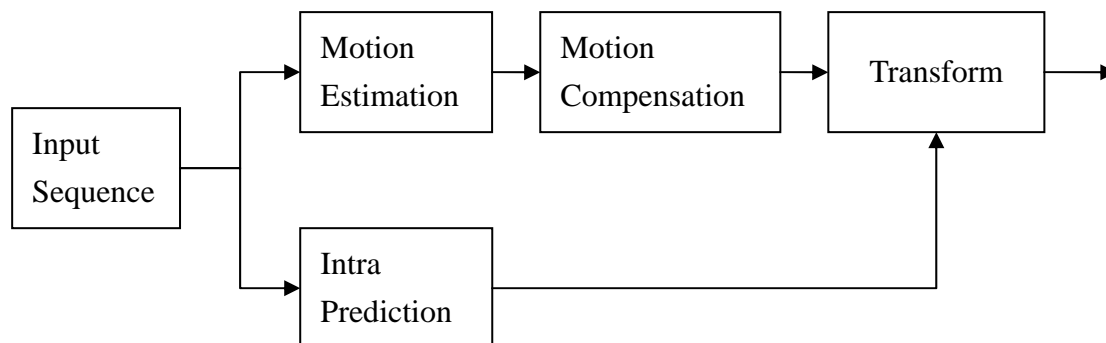 Input
Sequence
Motion
Estimation
Motion
Compensation
Transform
Intra
Prediction